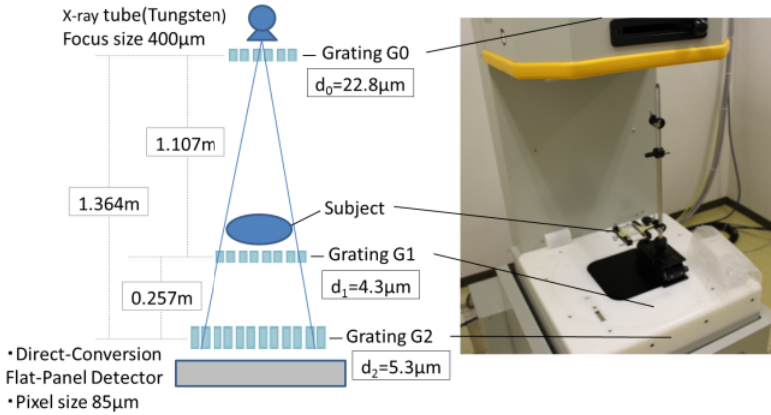 X-ray tube(Tungsten)
Focus size 400μm
Grating G0
d₀=22.8μm
1.107m
1.364m
Subject
Grating G1
d₁=4.3μm
0.257m
Grating G2
d₂=5.3μm
・Direct-Conversion
Flat-Panel Detector
・Pixel size 85μm